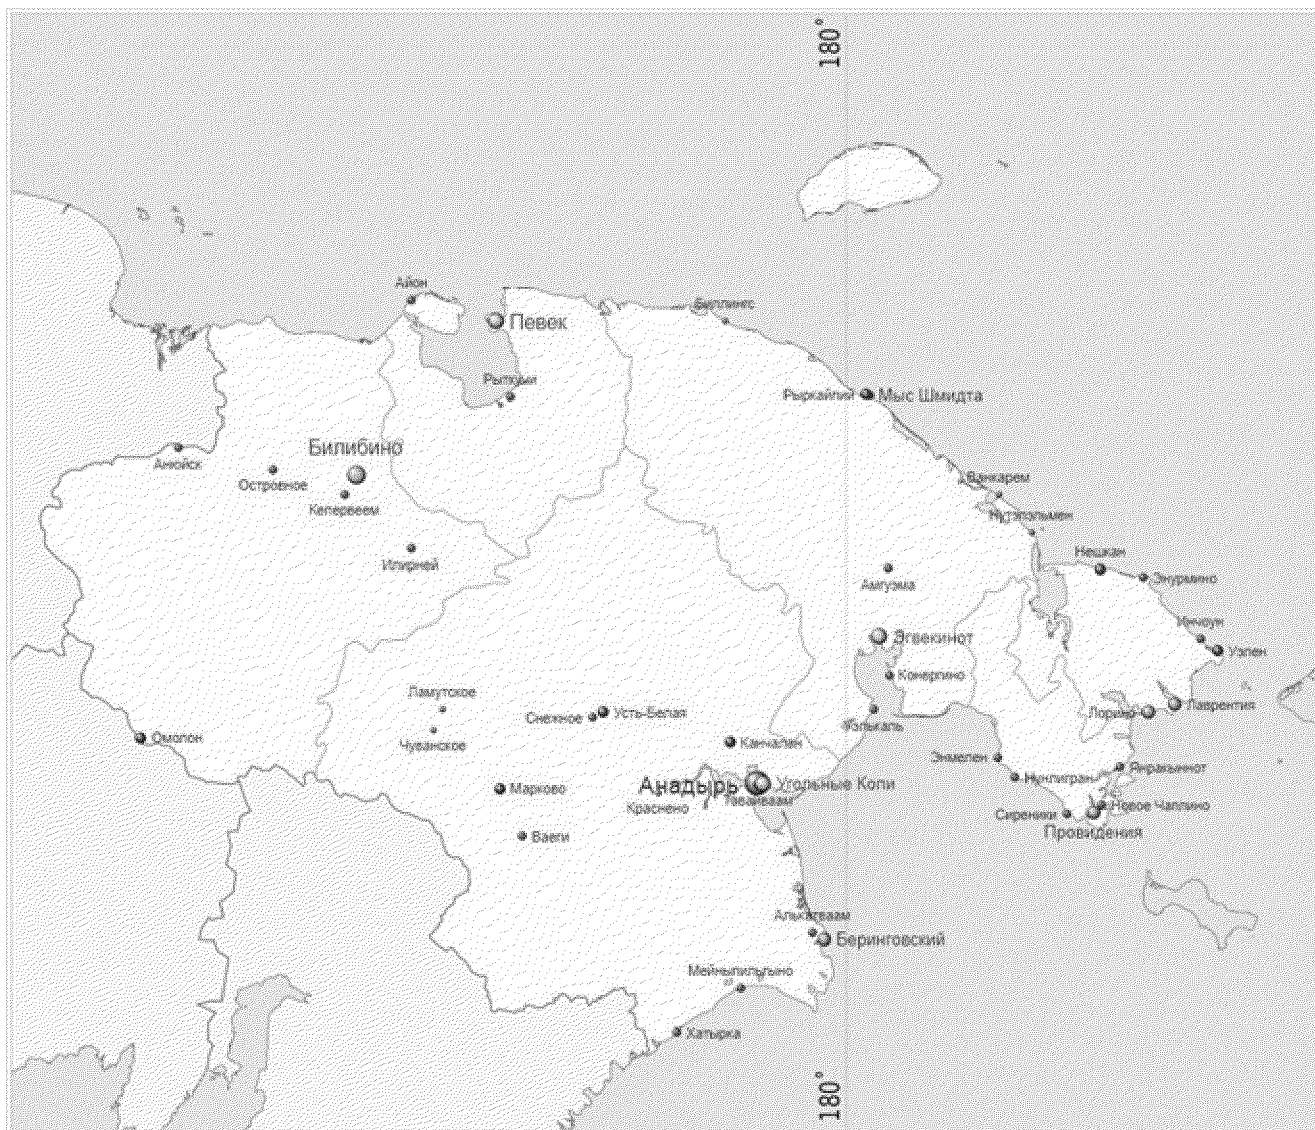 180°
Айон
Певек
Биллингс
Рыткучи
Рыркайпий
Мыс Шмидта
Билибино
Анюйск
Островное
Кепервеем
Илирней
Ванкарем
Нутэпэльмен
Нешкан
Энурмино
Амгуэма
Инчоун
Уэлен
Эгвекинот
Конергино
Уэлькаль
Ламутское
Чуванское
Снежное
Усть-Белая
Лорино
Лаврентия
Омолон
Канчалан
Энмелен
Янракыннот
Нунлигран
Анадырь
Угольные Копи
Тавайваам
Краснено
Марково
Ваеги
Новое Чаплино
Сиреники
Провидения
Алькатваам
Беринговский
Мейныпильгыно
Хатырка
180°